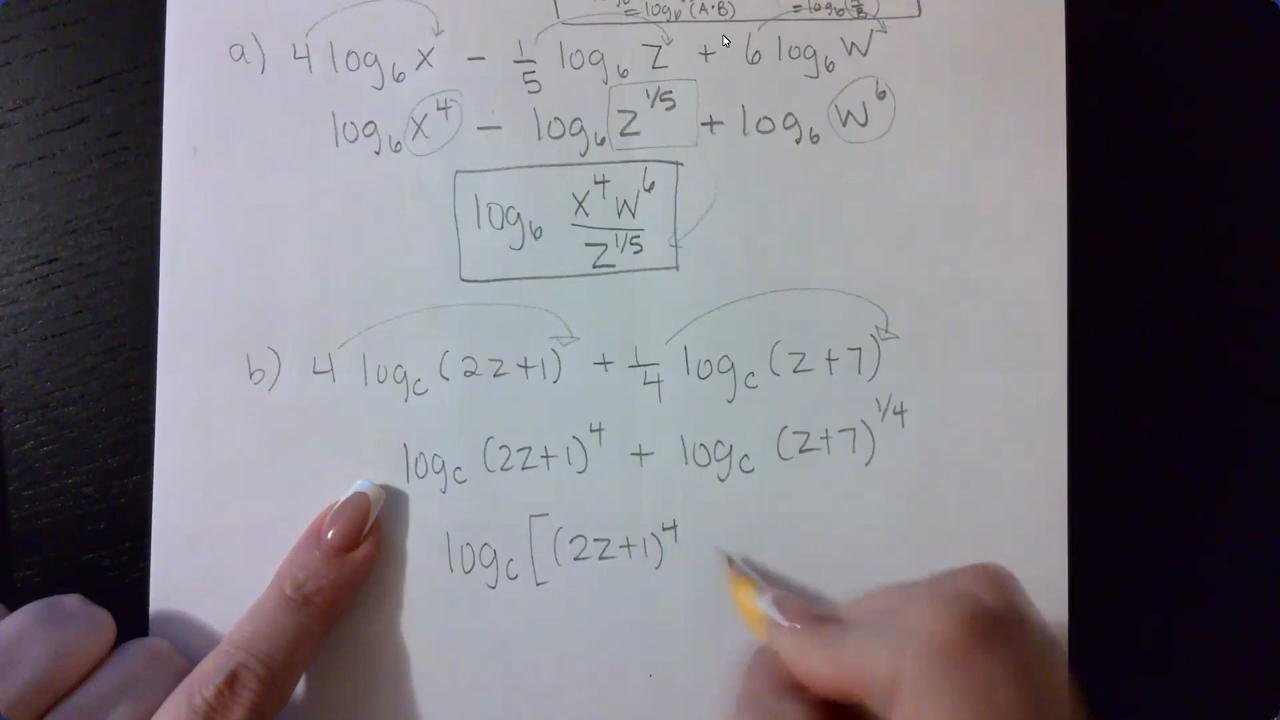 = log_b (A·B) = log_b (A/B)
a) 4 log₆ x − 1/5 log₆ z + 6 log₆ w
log₆ x⁴ − log₆ z^(1/5) + log₆ w⁶
log₆ x⁴w⁶ / z^(1/5)
b) 4 log_c (2z+1) + 1/4 log_c (z+7)
log_c (2z+1)⁴ + log_c (z+7)^(1/4)
log_c [(2z+1)⁴